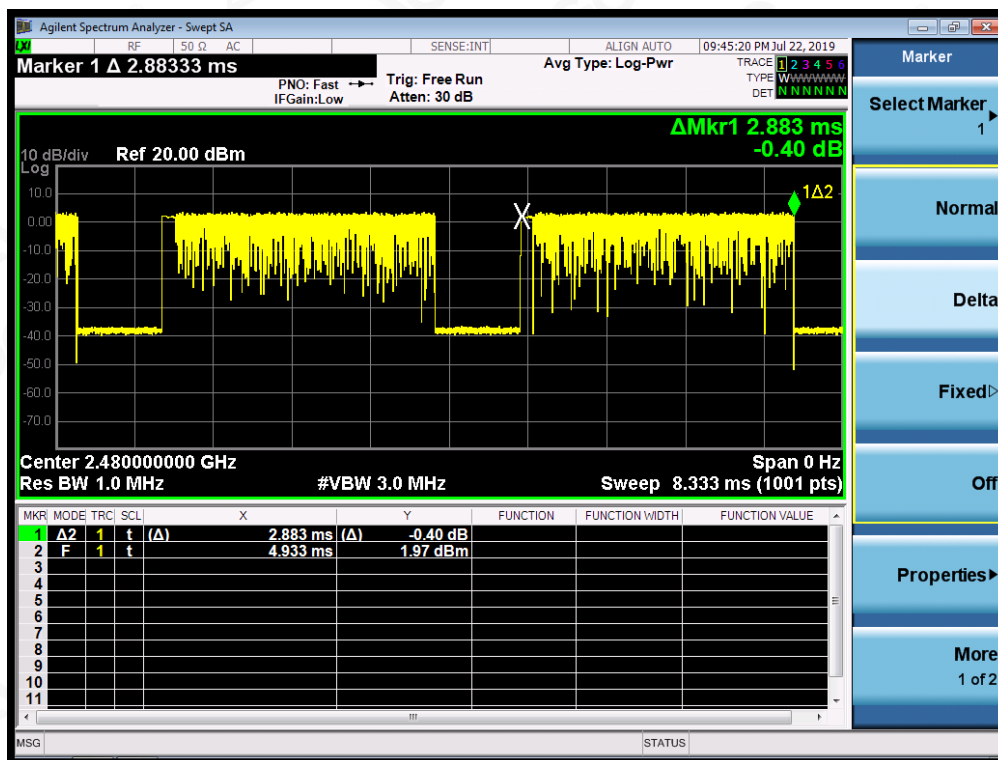 Agilent Spectrum Analyzer - Swept SA
LXI RF 50 Ω AC SENSE:INT ALIGN AUTO 09:45:20 PM Jul 22, 2019
Marker 1 Δ 2.88333 ms
PNO: Fast
IFGain:Low
Trig: Free Run
Atten: 30 dB
Avg Type: Log-Pwr
TRACE 1 2 3 4 5 6
TYPE W
DET N N N N N N
ΔMkr1 2.883 ms
-0.40 dB
10 dB/div Ref 20.00 dBm
Log
10.0
0.00
-10.0
-20.0
-30.0
-40.0
-50.0
-60.0
-70.0
X
1Δ2
Center 2.480000000 GHz Span 0 Hz
Res BW 1.0 MHz #VBW 3.0 MHz Sweep 8.333 ms (1001 pts)
MKR MODE TRC SCL X Y FUNCTION FUNCTION WIDTH FUNCTION VALUE
1 Δ2 1 t (Δ) 2.883 ms (Δ) -0.40 dB
2 F 1 t 4.933 ms 1.97 dBm
3
4
5
6
7
8
9
10
11
MSG STATUS
Marker
Select Marker
1
Normal
Delta
Fixed
Off
Properties
More
1 of 2